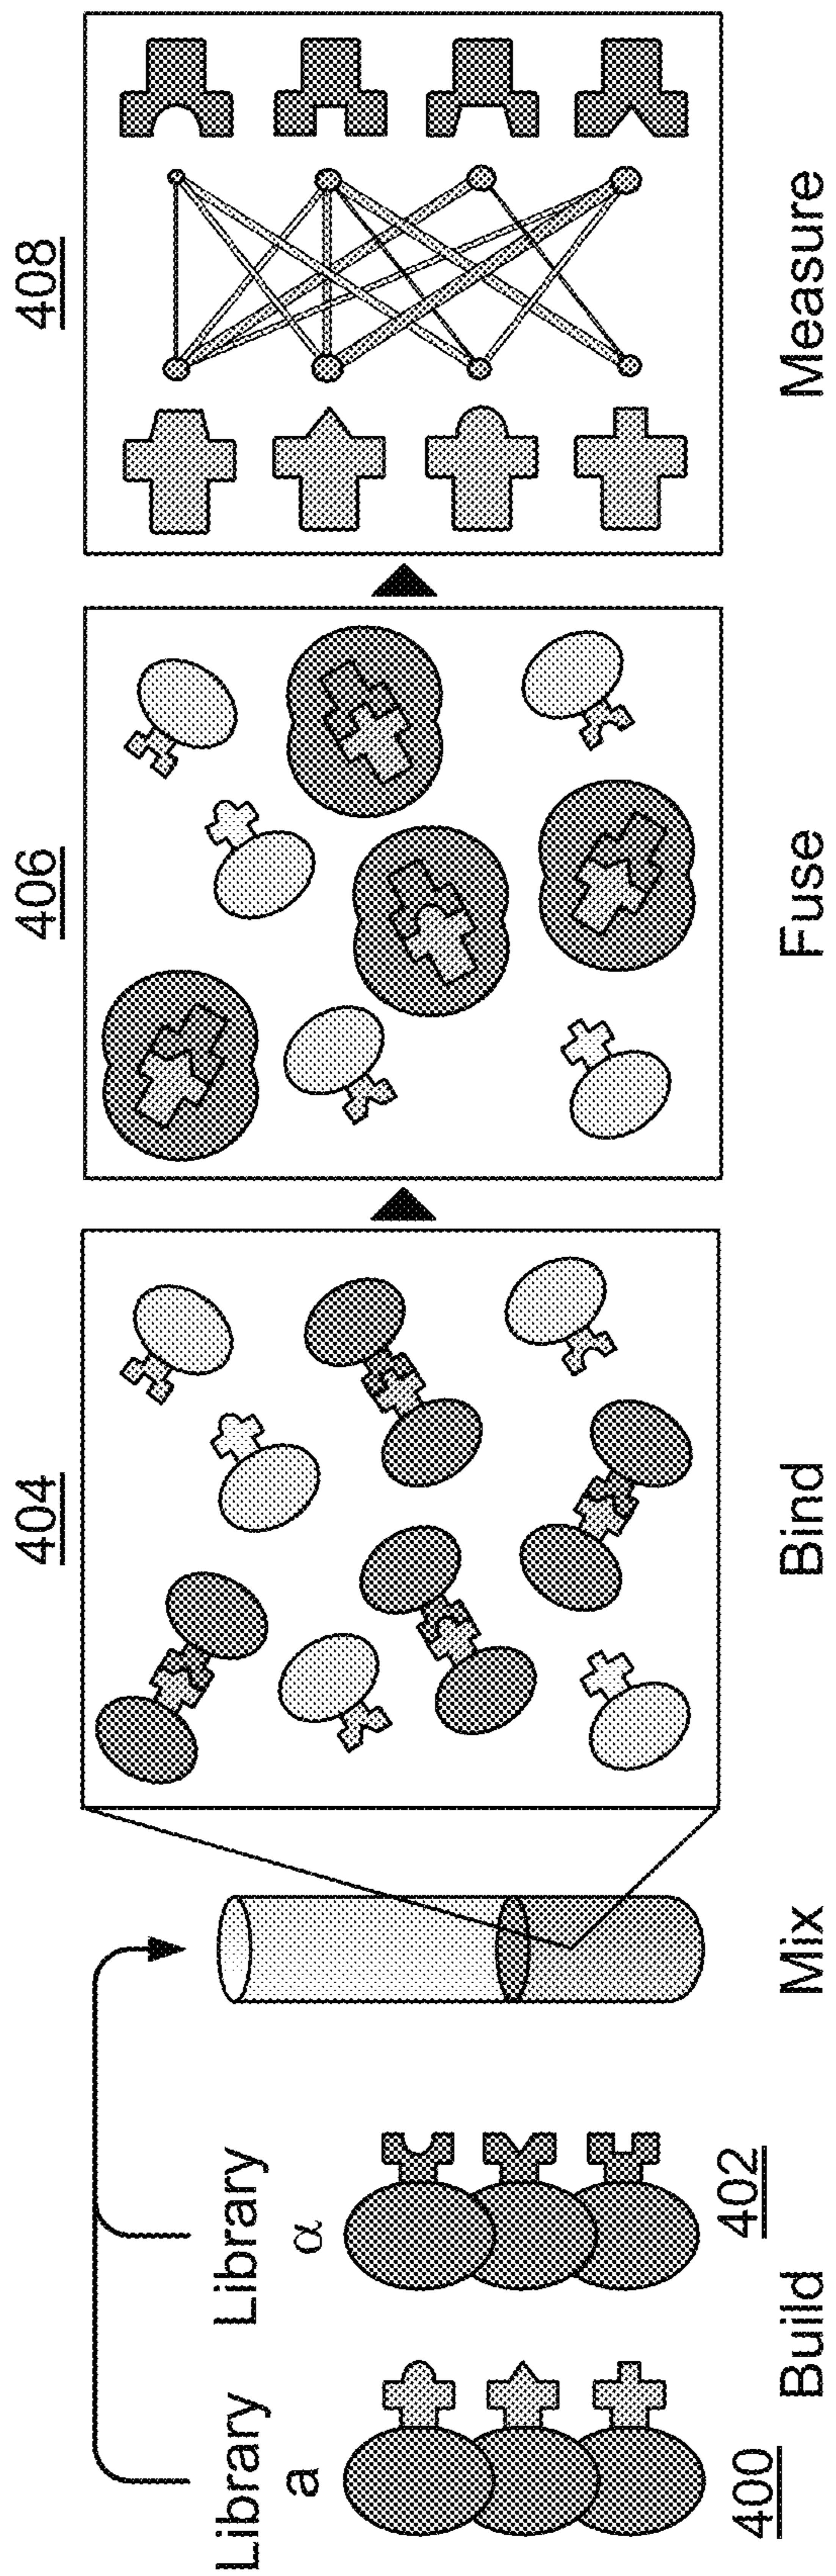 404
406
408
Library
a
Library
α
400
402
Build
Mix
Bind
Fuse
Measure